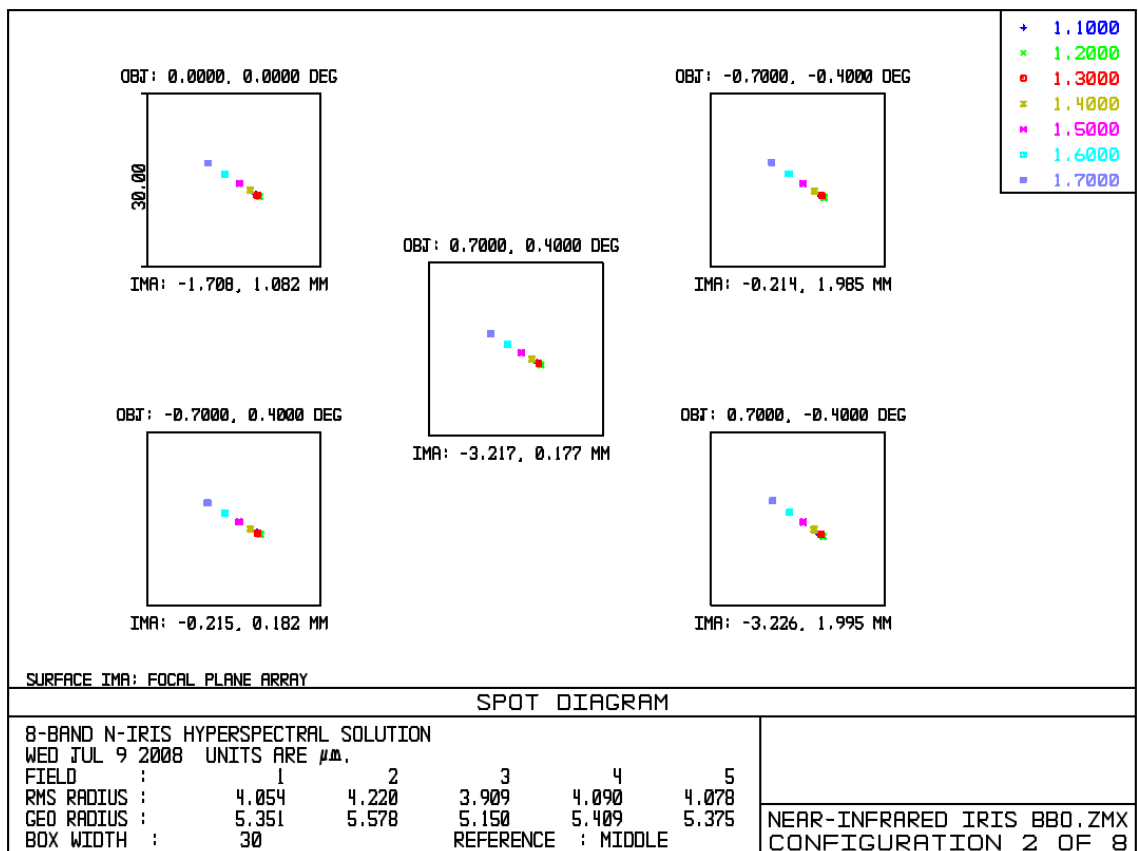 1.1000
1.2000
1.3000
1.4000
1.5000
1.6000
1.7000
OBJ: 0.0000, 0.0000 DEG
OBJ: -0.7000, -0.4000 DEG
30.00
IMA: -1.708, 1.082 MM
IMA: -0.214, 1.985 MM
OBJ: 0.7000, 0.4000 DEG
IMA: -3.217, 0.177 MM
OBJ: -0.7000, 0.4000 DEG
OBJ: 0.7000, -0.4000 DEG
IMA: -0.215, 0.182 MM
IMA: -3.226, 1.995 MM
SURFACE IMA: FOCAL PLANE ARRAY
SPOT DIAGRAM
8-BAND N-IRIS HYPERSPECTRAL SOLUTION
WED JUL 9 2008 UNITS ARE µm.
FIELD : 1 2 3 4 5
RMS RADIUS : 4.054 4.220 3.909 4.090 4.078
GEO RADIUS : 5.351 5.578 5.150 5.409 5.375
BOX WIDTH : 30 REFERENCE : MIDDLE
NEAR-INFRARED IRIS BBO.ZMX
CONFIGURATION 2 OF 8